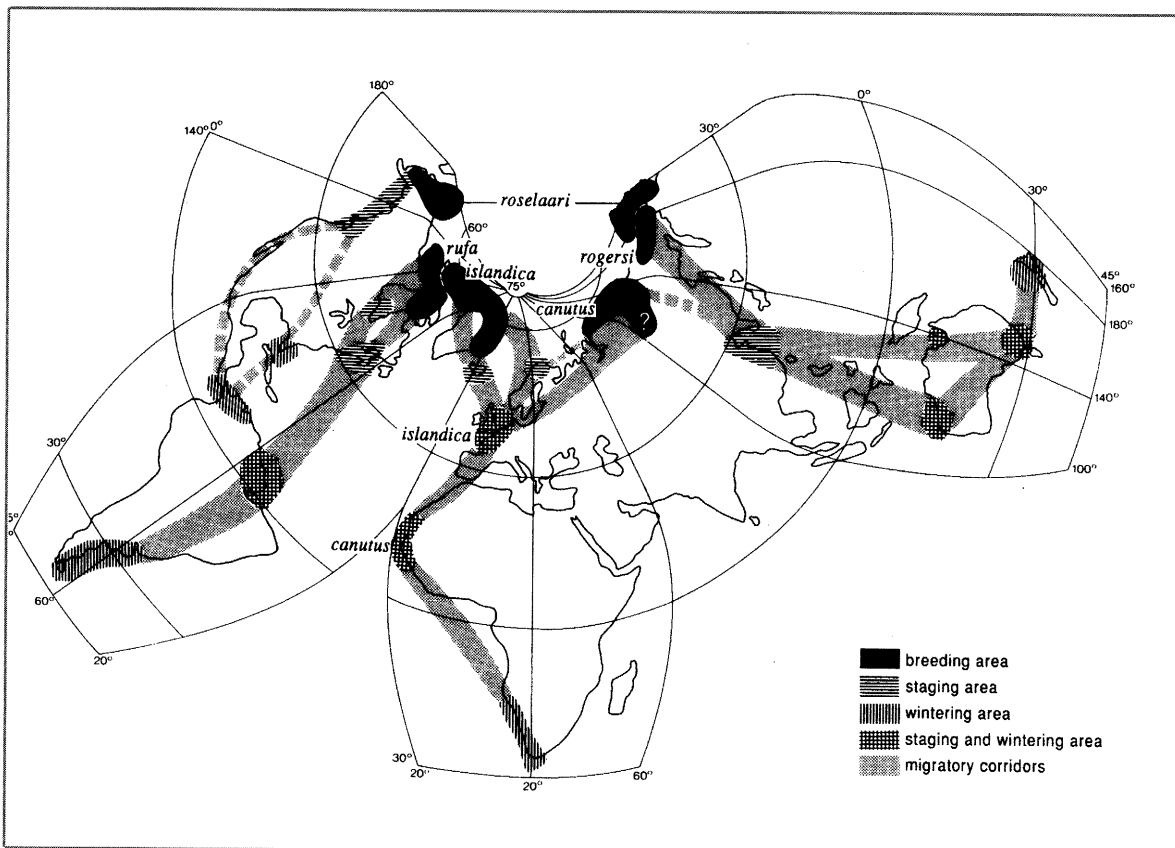 180°
0°
140° 0°
30°
30°
roselaari
60°
rufa
rogersi
islandica
45°
75°
160°
canutus
180°
?
140°
islandica
30°
100°
canutus
60°
20°
breeding area
staging area
wintering area
staging and wintering area
migratory corridors
30°
20°
20°
60°